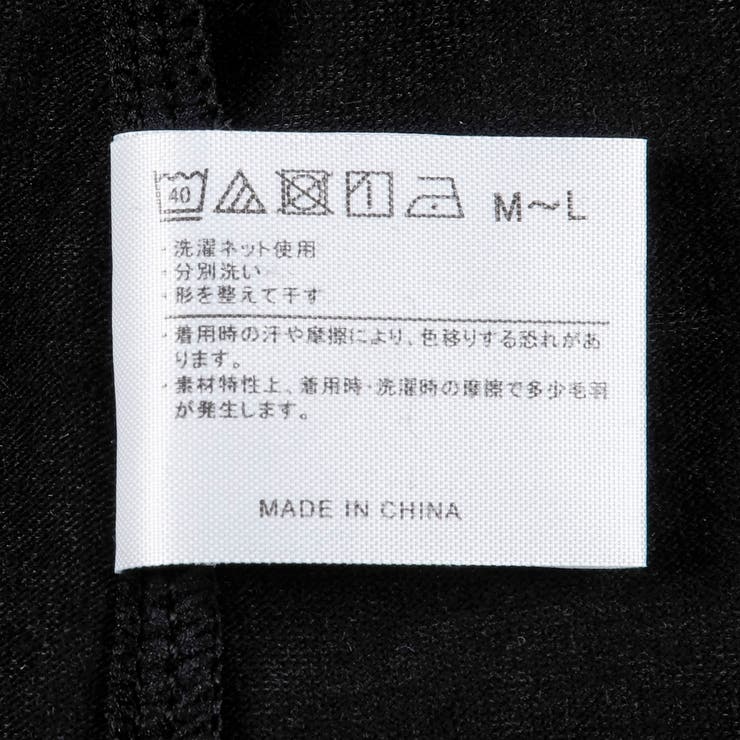 40 M～L
・洗濯ネット使用
・分別洗い
・形を整えて干す
・着用時の汗や摩擦により、色移りする恐れがあ
ります。
・素材特性上、着用時・洗濯時の摩擦で多少毛羽
が発生します。
MADE IN CHINA